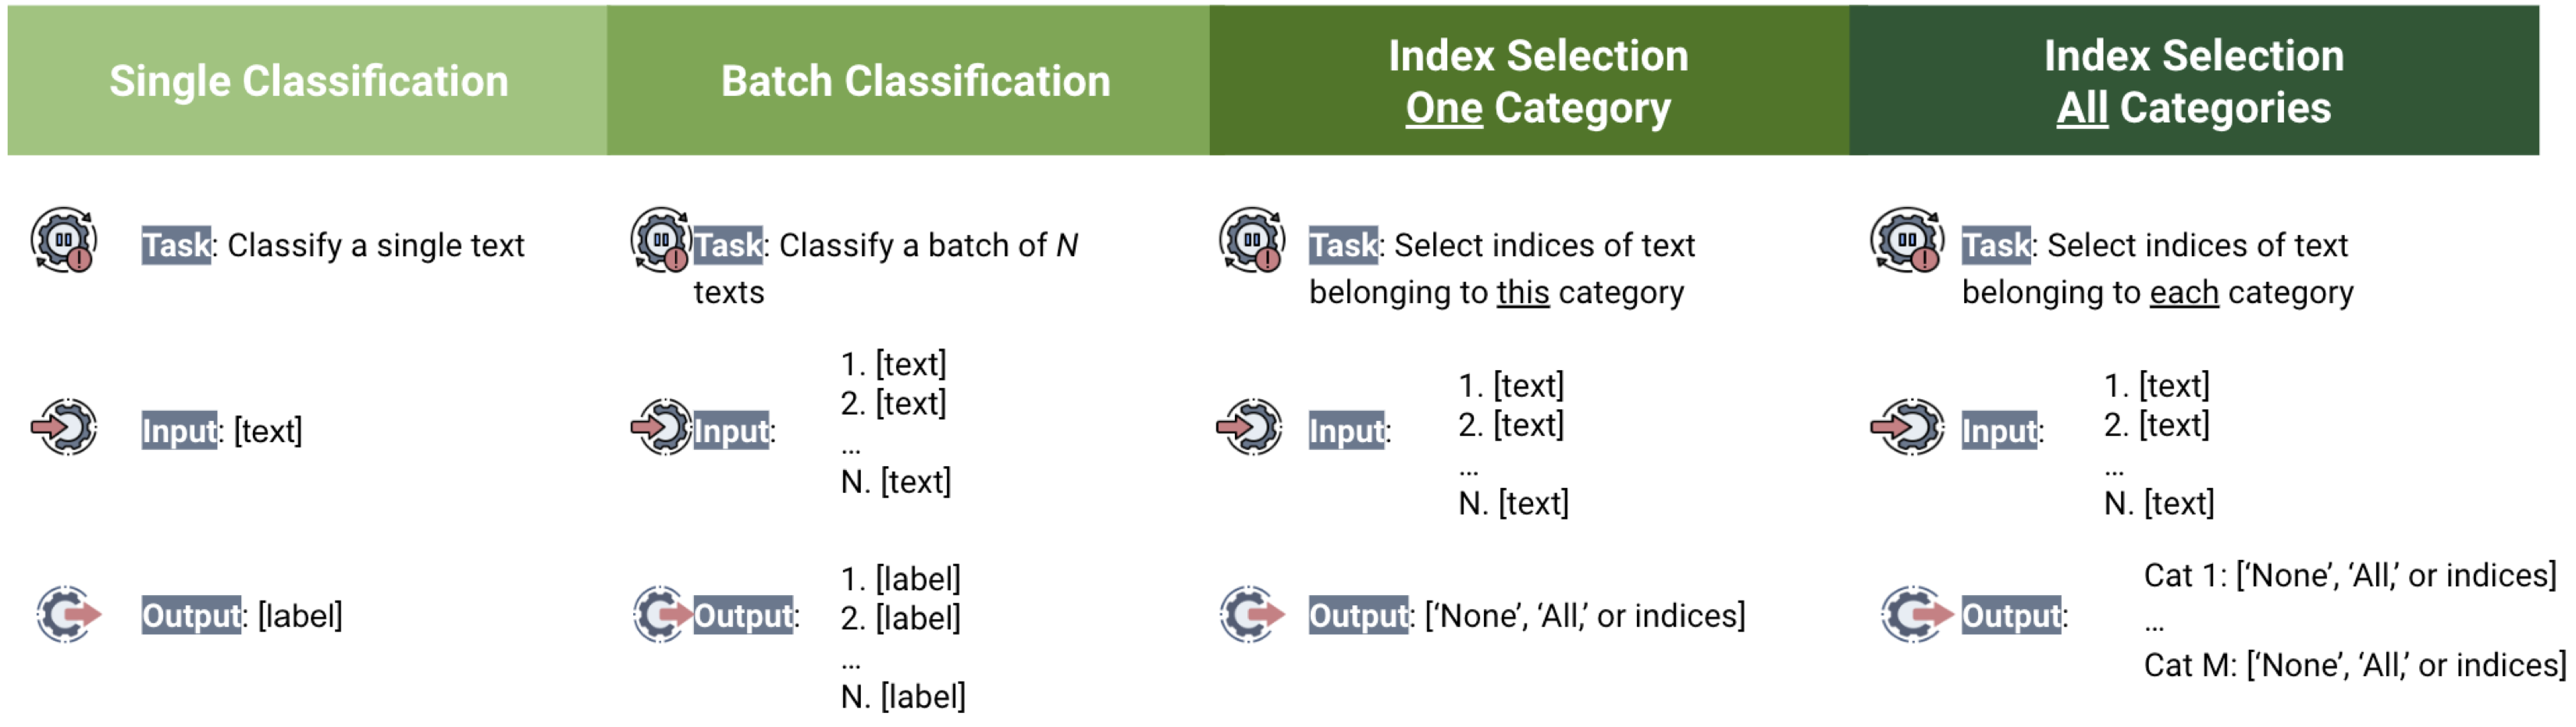 Single Classification
Task: Classify a single text
Input: [text]
Output: [label]
Batch Classification
Task: Classify a batch of N
texts
Input:
1. [text]
2. [text]
...
N. [text]
Output:
1. [label]
2. [label]
...
N. [label]
Index Selection
One Category
Task: Select indices of text
belonging to this category
Input:
1. [text]
2. [text]
...
N. [text]
Output: [‘None’, ‘All,’ or indices]
Index Selection
All Categories
Task: Select indices of text
belonging to each category
Input:
1. [text]
2. [text]
...
N. [text]
Output:
Cat 1: [‘None’, ‘All,’ or indices]
...
Cat M: [‘None’, ‘All,’ or indices]